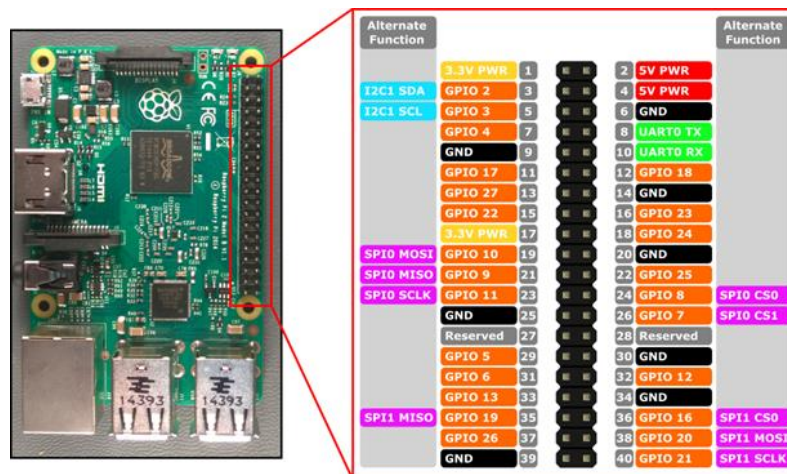 Alternate
Function
Alternate
Function
3.3V PWR 1 2 5V PWR
I2C1 SDA GPIO 2 3 4 5V PWR
I2C1 SCL GPIO 3 5 6 GND
GPIO 4 7 8 UART0 TX
GND 9 10 UART0 RX
GPIO 17 11 12 GPIO 18
GPIO 27 13 14 GND
GPIO 22 15 16 GPIO 23
3.3V PWR 17 18 GPIO 24
SPI0 MOSI GPIO 10 19 20 GND
SPI0 MISO GPIO 9 21 22 GPIO 25
SPI0 SCLK GPIO 11 23 24 GPIO 8 SPI0 CS0
GND 25 26 GPIO 7 SPI0 CS1
Reserved 27 28 Reserved
GPIO 5 29 30 GND
GPIO 6 31 32 GPIO 12
GPIO 13 33 34 GND
SPI1 MISO GPIO 19 35 36 GPIO 16 SPI1 CS0
GPIO 26 37 38 GPIO 20 SPI1 MOSI
GND 39 40 GPIO 21 SPI1 SCLK
DISPLAY
HDMI
Raspberry Pi 2 Model B
14393
14393